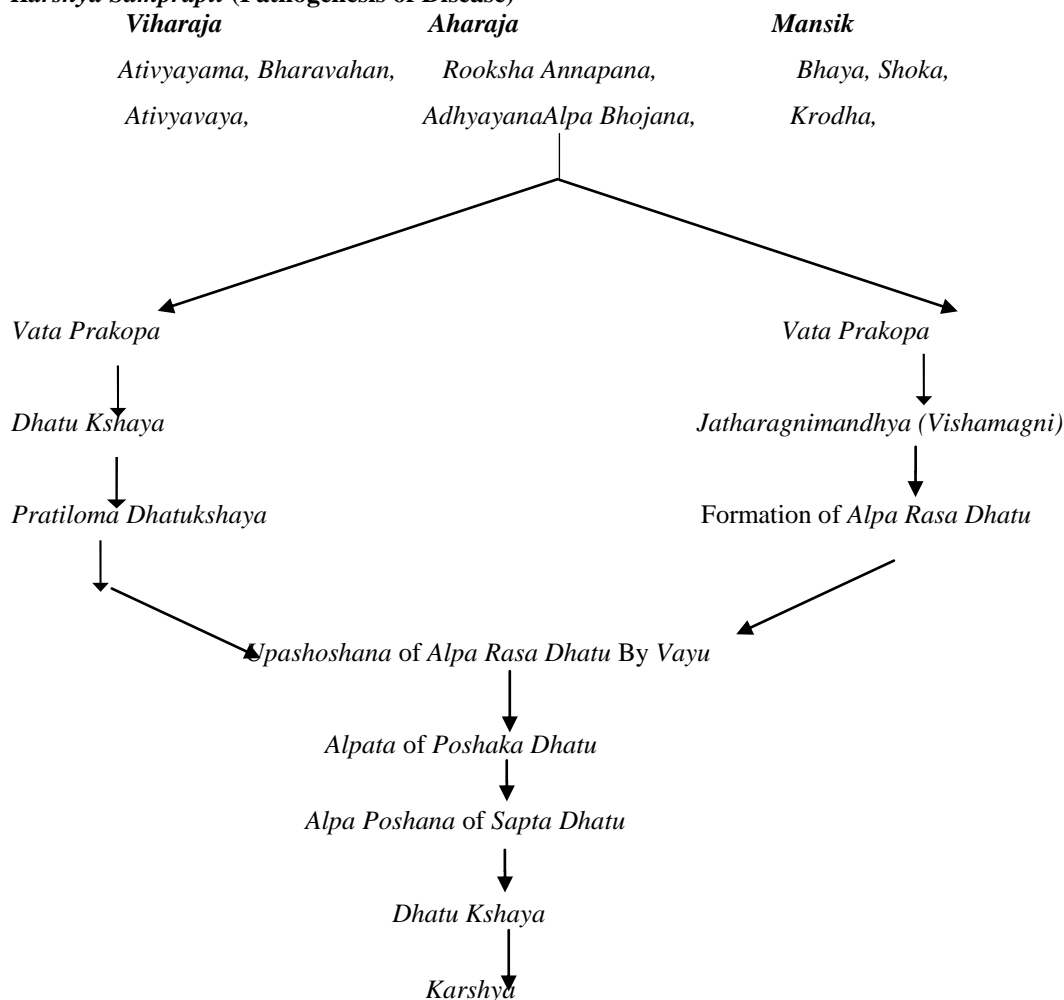 Karshya Samprapti (Pathogenesis of Disease)
Viharaja Aharaja Mansik
Ativyayama, Bharavahan, Rooksha Annapana, Bhaya, Shoka,
Ativyavaya, AdhyayanaAlpa Bhojana, Krodha,
Vata Prakopa Vata Prakopa
Dhatu Kshaya Jatharagnimandhya (Vishamagni)
Pratiloma Dhatukshaya Formation of Alpa Rasa Dhatu
Upashoshana of Alpa Rasa Dhatu By Vayu
Alpata of Poshaka Dhatu
Alpa Poshana of Sapta Dhatu
Dhatu Kshaya
Karshya